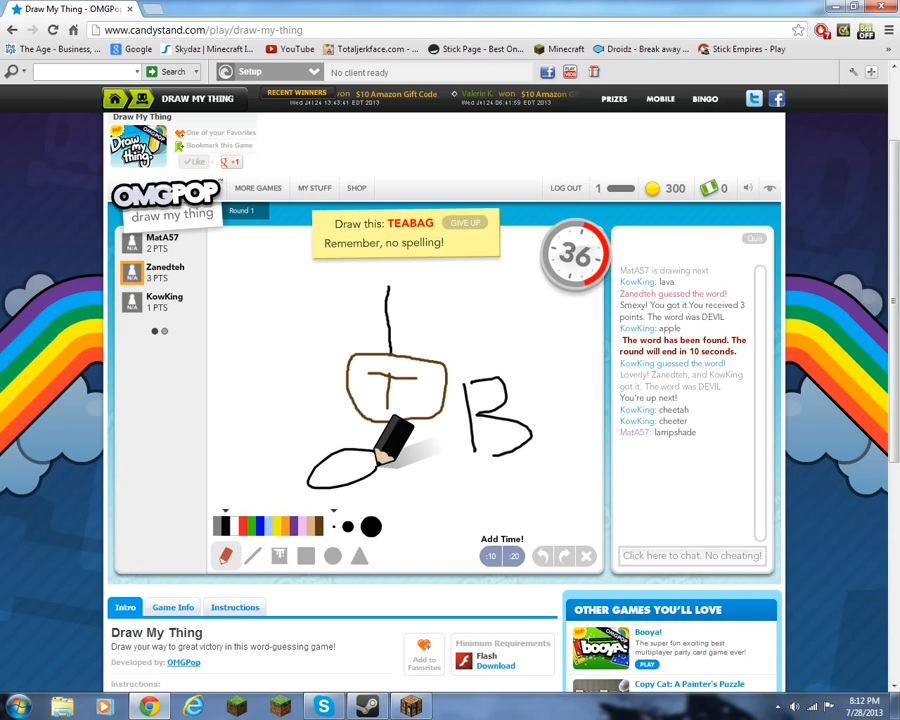 Draw My Thing - OMGPo
www.candystand.com/play/draw-my-thing
The Age - Business, ...
Google
Skydaz | Minecraft I...
YouTube
Totaljerkface.com - ...
Stick Page - Best On...
Minecraft
Droidz - Break away ...
Stick Empires - Play
Search
Setup
No client ready
DRAW MY THING
RECENT WINNERS
won $10 Amazon Gift Code
Valerie K. won $10 Amazon
PRIZES
MOBILE
BINGO
Draw My Thing
One of your Favorites
Bookmark this Game
Like
+1
OMGPOP
draw my thing
MORE GAMES
MY STUFF
SHOP
LOG OUT
1
300
0
Round 1
Draw this: TEABAG
GIVE UP
Remember, no spelling!
36
Quit
MatA57
2 PTS
Zanedteh
3 PTS
KowKing
1 PTS
T
B
MatA57 is drawing next
KowKing: lava
Zanedteh guessed the word!
Smexy! You got it.You received 3
points. The word was DEVIL
KowKing: apple
The word has been found. The
round will end in 10 seconds.
KowKing guessed the word!
Loverly! Zanedteh, and KowKing
got it. The word was DEVIL
You're up next!
KowKing: cheetah
KowKing: cheeter
MatA57: lampshade
Add Time!
:10
:20
Click here to chat. No cheating!
Intro
Game Info
Instructions
Draw My Thing
Draw your way to great victory in this word-guessing game!
Developed by: OMGPop
Instructions:
Add to
Favorites
Minimum Requirements
Flash
Download
OTHER GAMES YOU'LL LOVE
Booya!
The super fun exciting best
multiplayer party card game ever!
PLAY
Copy Cat: A Painter's Puzzle
8:12 PM
7/28/2013